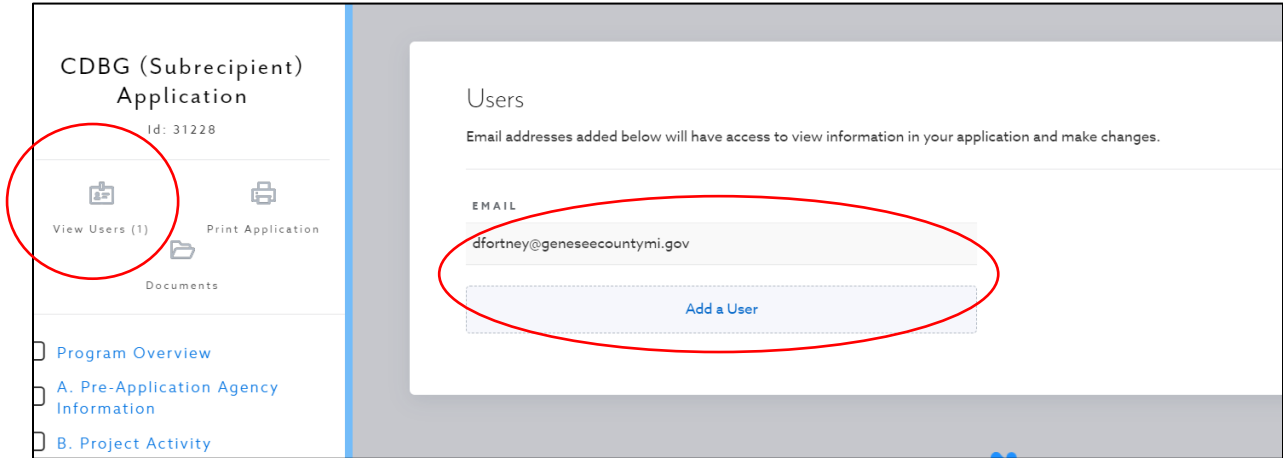 CDBG (Subrecipient)
Application
Id: 31228
View Users (1)
Print Application
Documents
Program Overview
A. Pre-Application Agency
Information
B. Project Activity
Users
Email addresses added below will have access to view information in your application and make changes.
EMAIL
dfortney@geneseecountymi.gov
Add a User